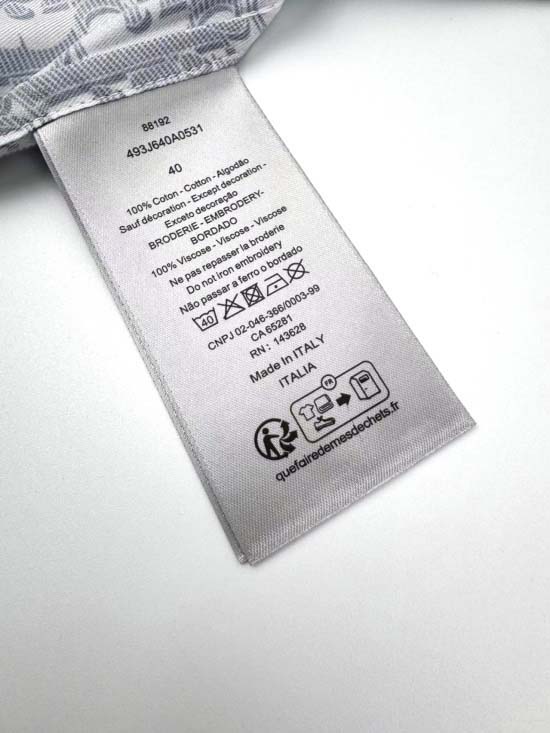 88192
493J640A0531
40
100% Coton - Cotton - Algodão
Sauf décoration - Except decoration -
Exceto decoração
BRODERIE - EMBROIDERY-
BORDADO
100% Viscose - Viscose - Viscose
Ne pas repasser la broderie
Do not iron embroidery
Não passar a ferro o bordado
40
CNPJ 02-046-366/0003-99
CA 65281
RN : 143628
Made In ITALY
ITALIA
FR
quefairedemesdechets.fr